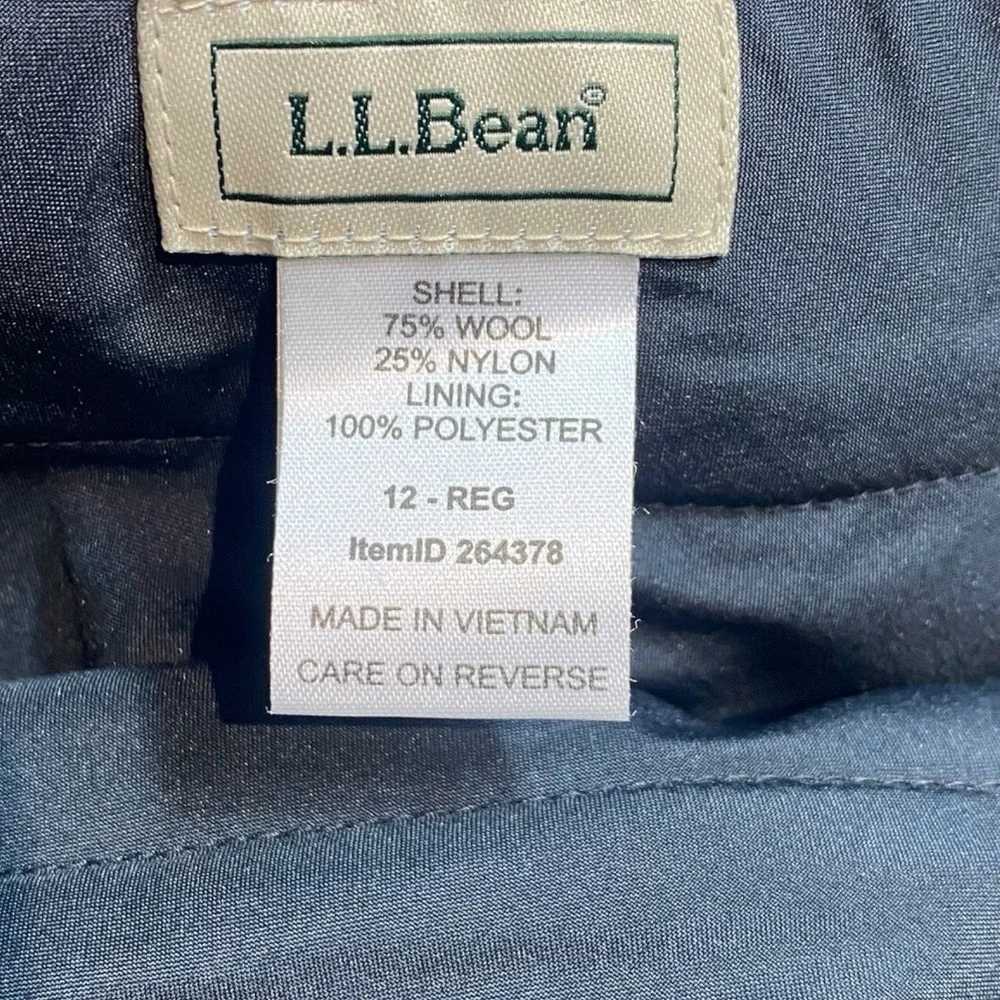 L.L.Bean®
SHELL:
75% WOOL
25% NYLON
LINING:
100% POLYESTER
12 - REG
ItemID 264378
MADE IN VIETNAM
CARE ON REVERSE